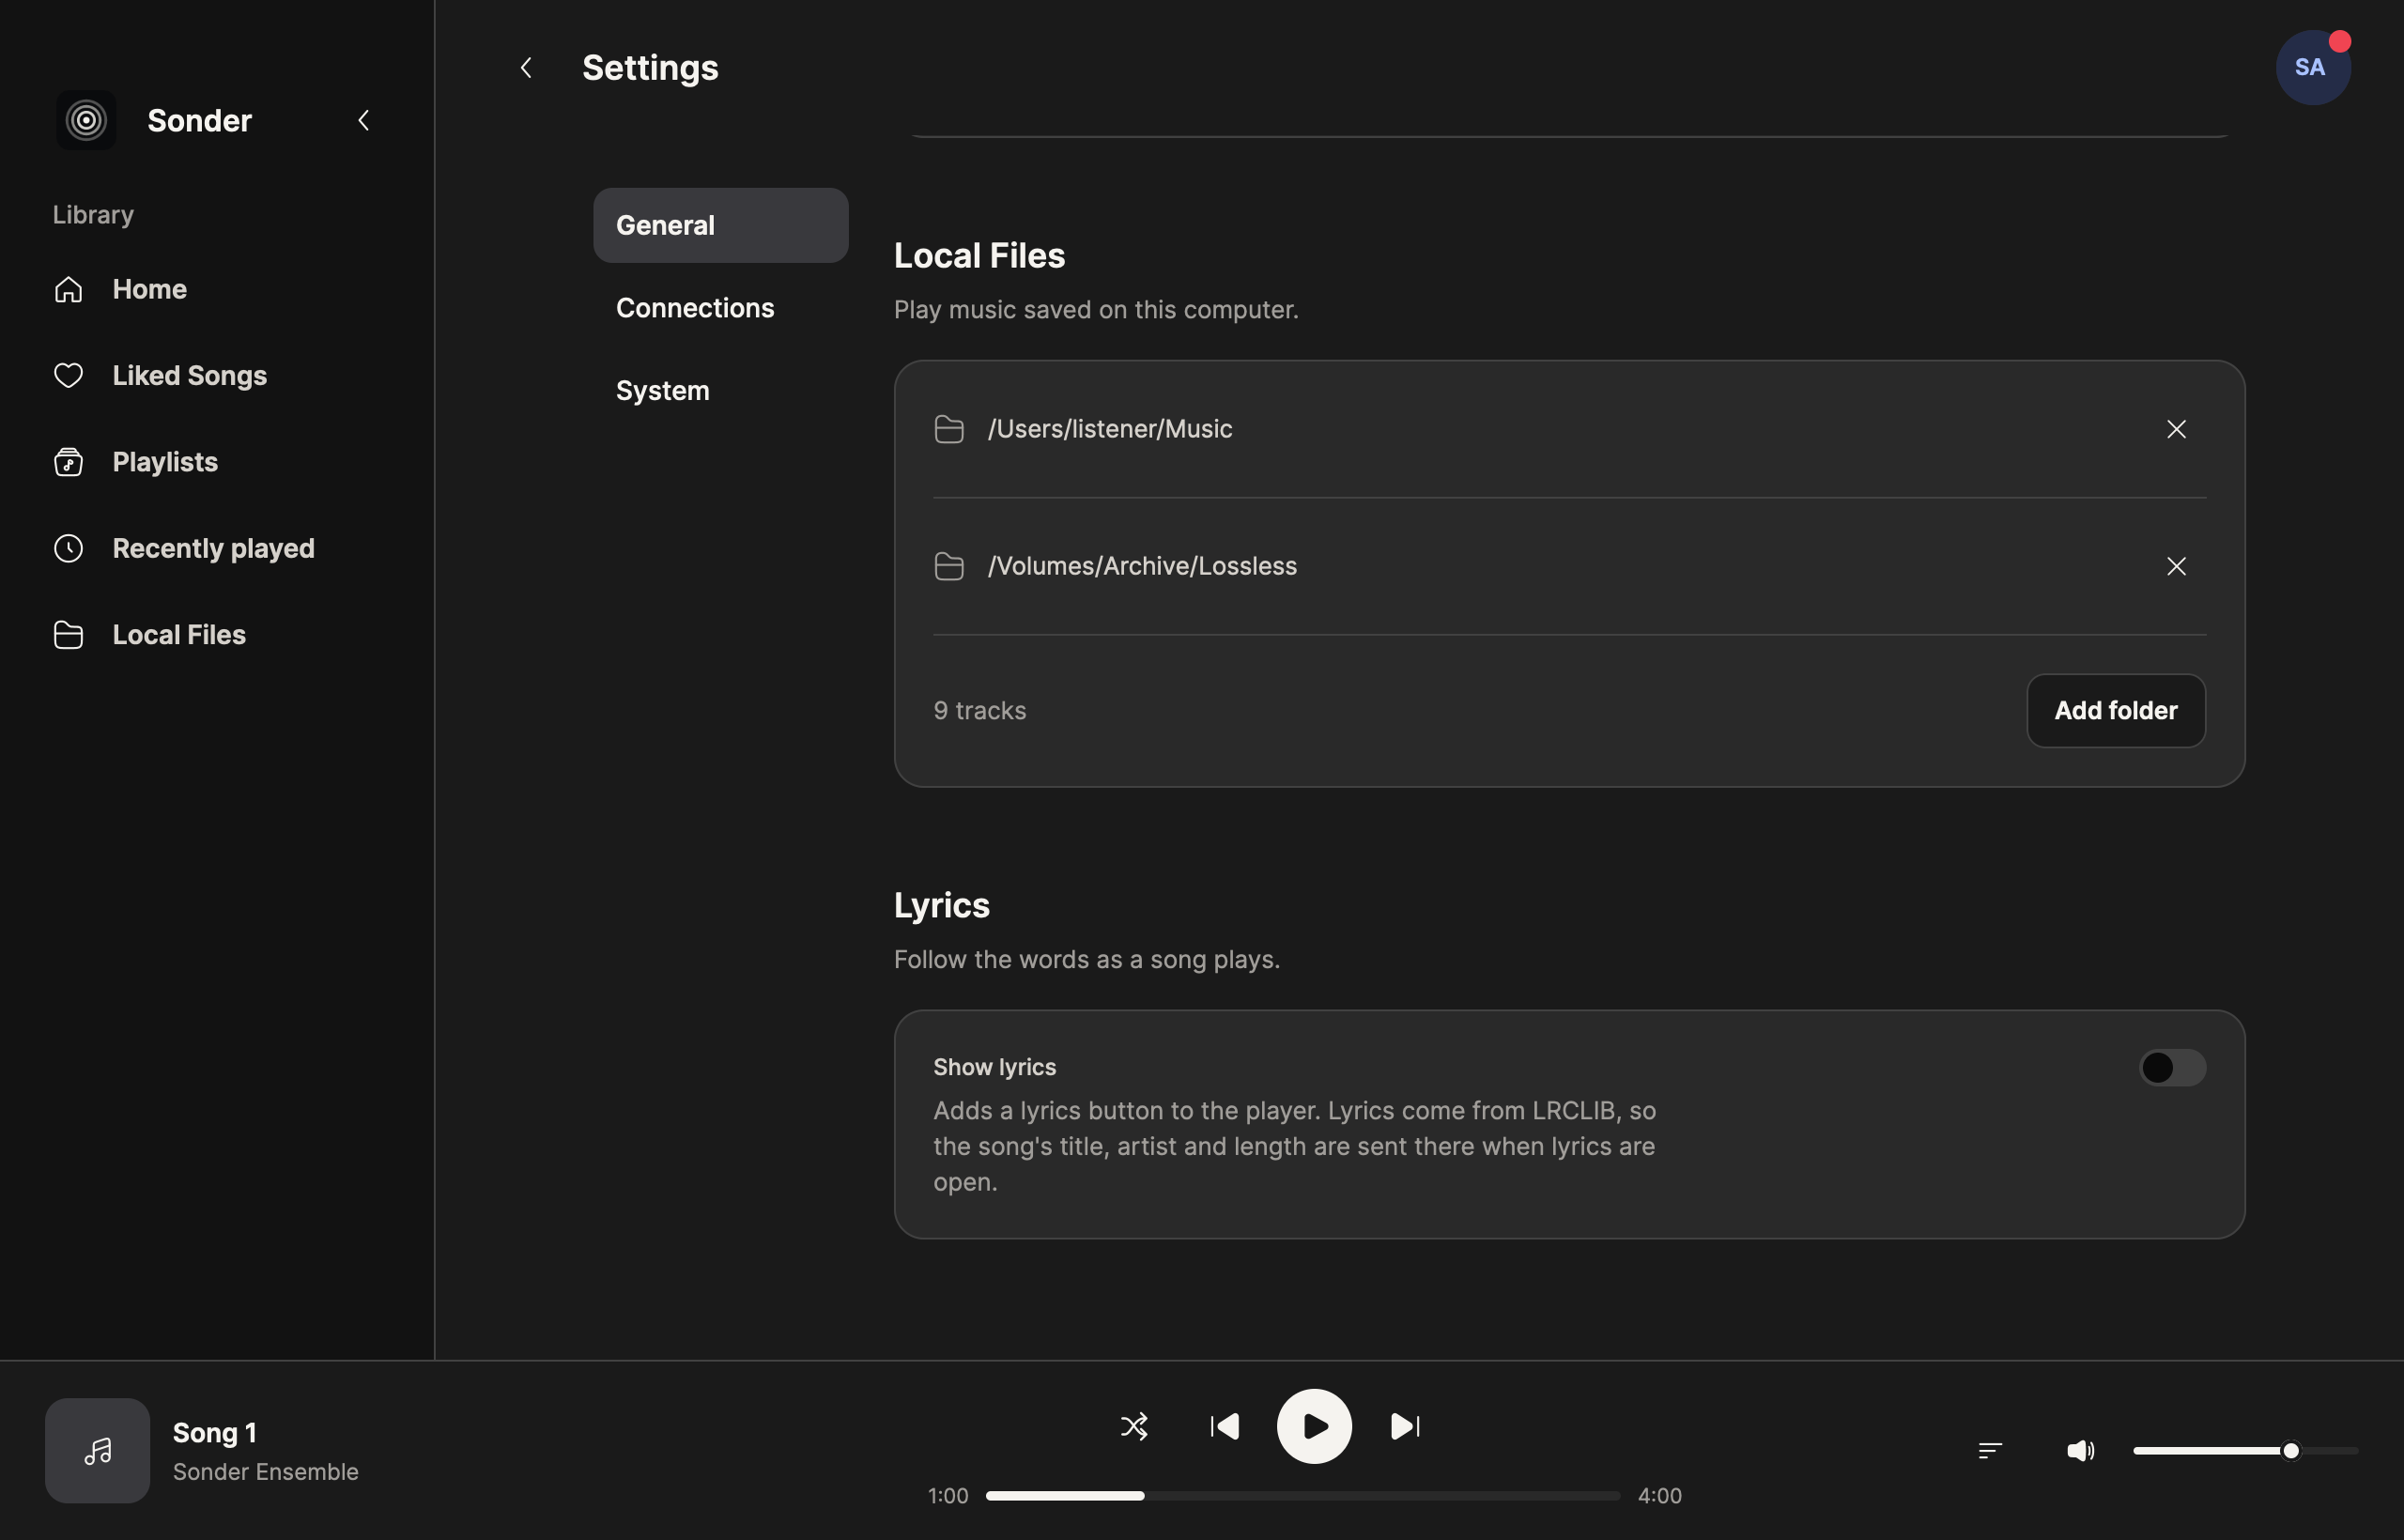 Settings
SA
Sonder
Library
Home
Liked Songs
Playlists
Recently played
Local Files
General
Connections
System
Local Files
Play music saved on this computer.
/Users/listener/Music
/Volumes/Archive/Lossless
9 tracks
Add folder
Lyrics
Follow the words as a song plays.
Show lyrics
Adds a lyrics button to the player. Lyrics come from LRCLIB, so
the song's title, artist and length are sent there when lyrics are
open.
Song 1
Sonder Ensemble
1:00
4:00